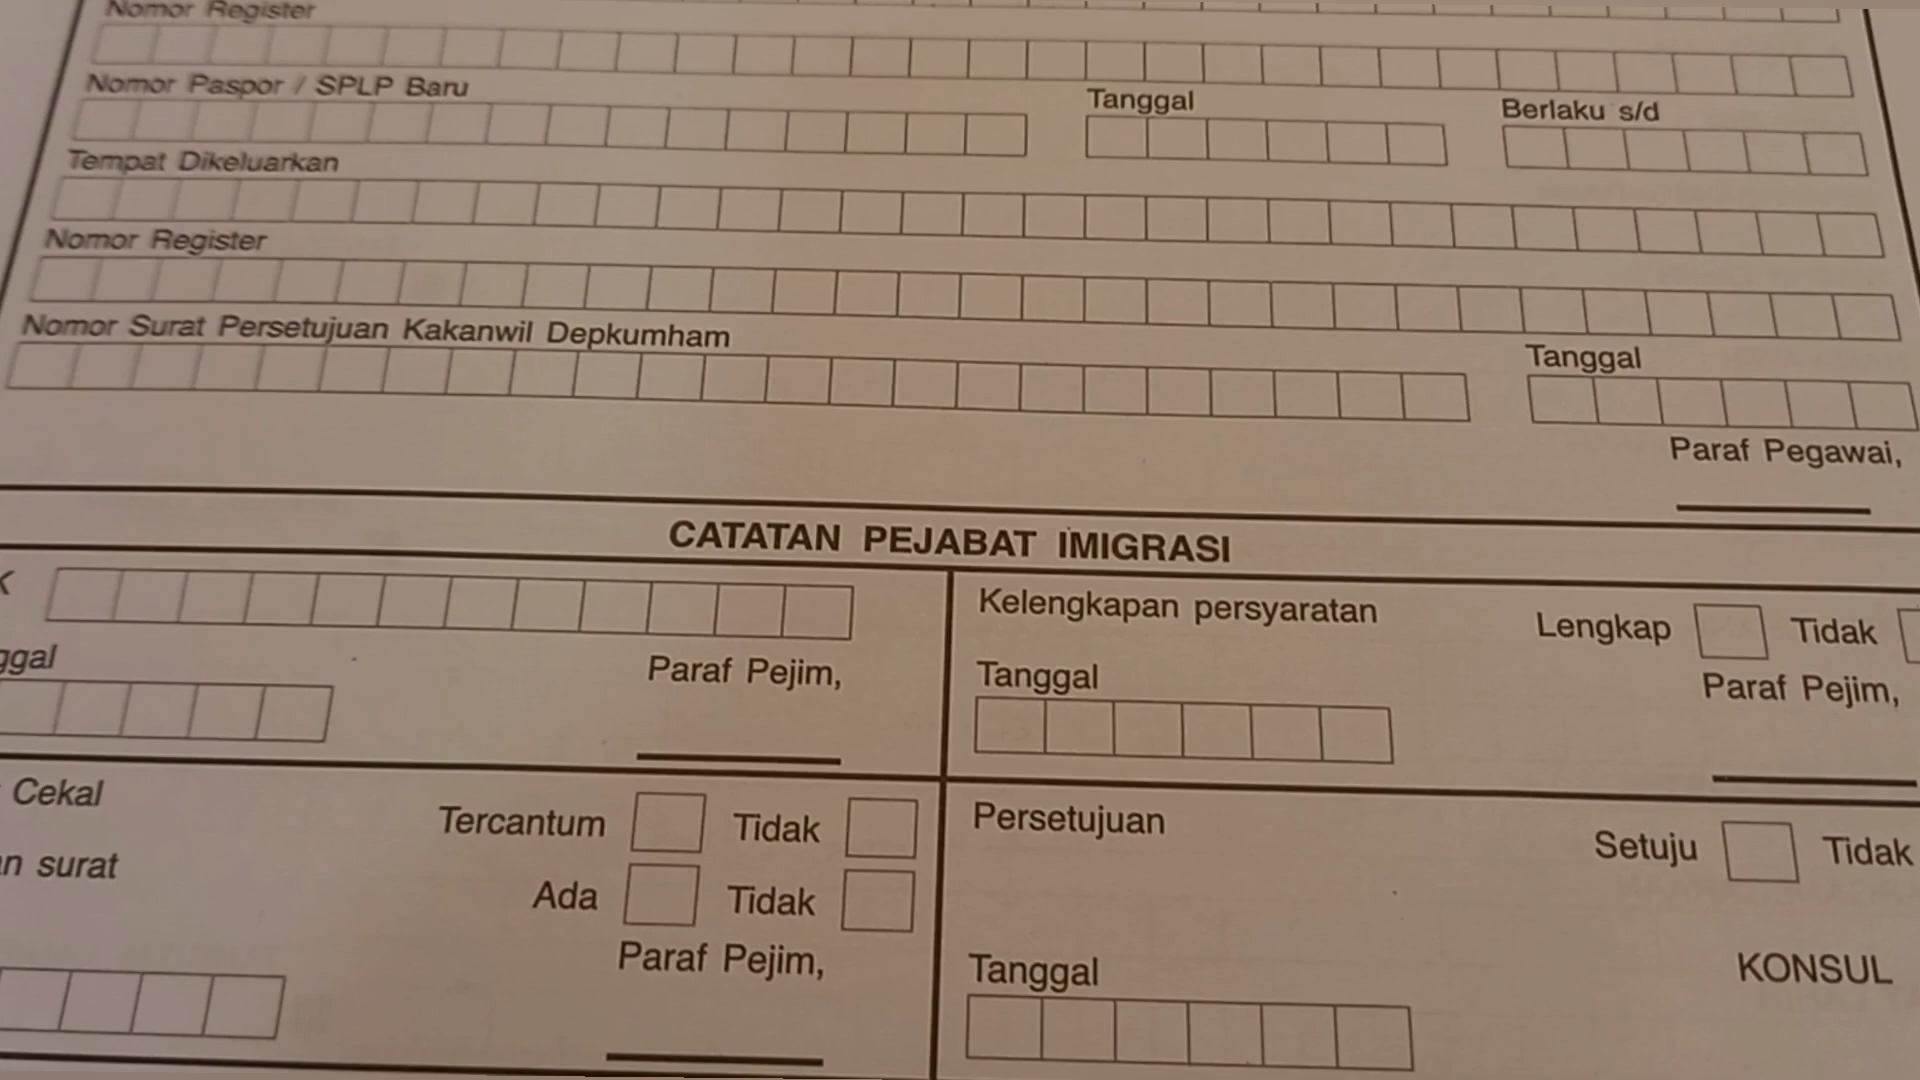 Nomor Register
Nomor Paspor / SPLP Baru Tanggal Berlaku s/d
Tempat Dikeluarkan
Nomor Register
Nomor Surat Persetujuan Kakanwil Depkumham Tanggal
Paraf Pegawai,
CATATAN PEJABAT IMIGRASI
Kelengkapan persyaratan Lengkap Tidak
Paraf Pejim,
Tanggal
Paraf Pejim,
Cekal
Tercantum Tidak
surat
Ada Tidak
Paraf Pejim,
Persetujuan Setuju Tidak
KONSUL
Tanggal